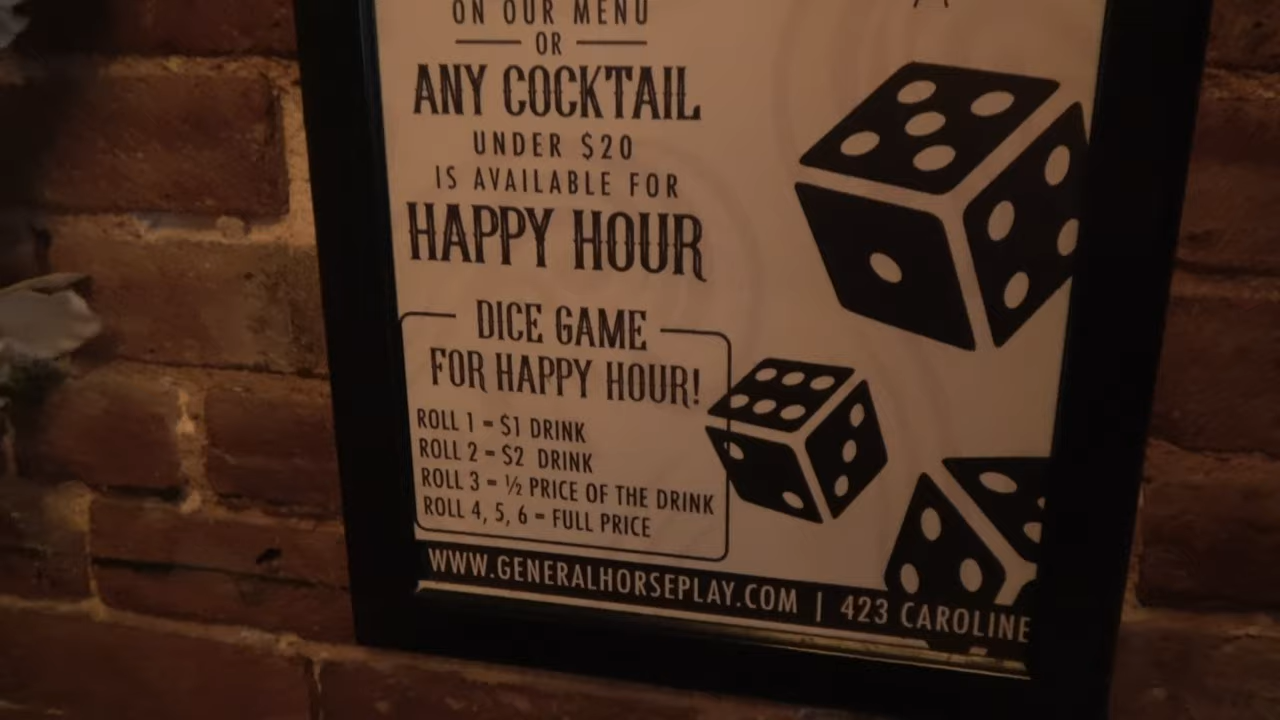 ON OUR MENU
OR
ANY COCKTAIL
UNDER $20
IS AVAILABLE FOR
HAPPY HOUR
DICE GAME
FOR HAPPY HOUR!
ROLL 1 = $1 DRINK
ROLL 2 = $2 DRINK
ROLL 3 = ½ PRICE OF THE DRINK
ROLL 4, 5, 6 = FULL PRICE
WWW.GENERALHORSEPLAY.COM | 423 CAROLINE